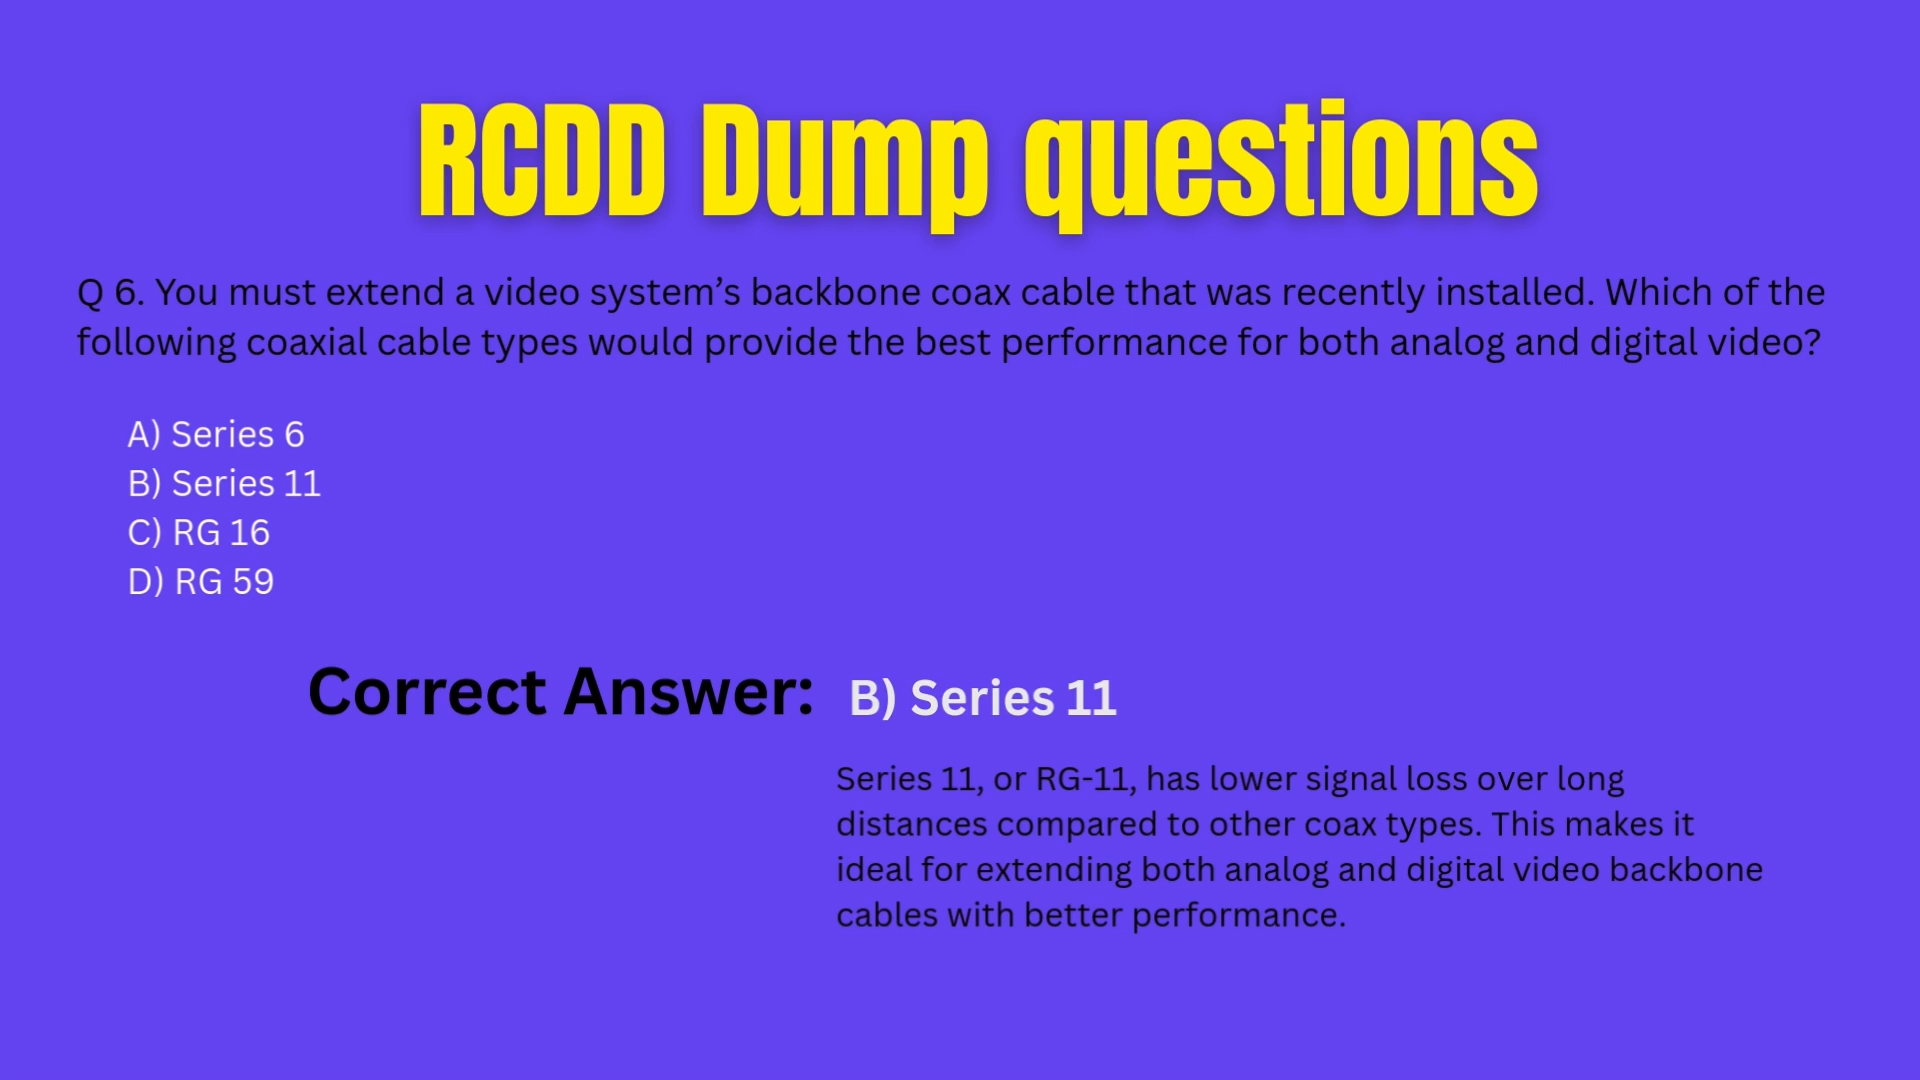 RCDD Dump questions
Q 6. You must extend a video system’s backbone coax cable that was recently installed. Which of the
following coaxial cable types would provide the best performance for both analog and digital video?
A) Series 6
B) Series 11
C) RG 16
D) RG 59
Correct Answer: B) Series 11
Series 11, or RG-11, has lower signal loss over long
distances compared to other coax types. This makes it
ideal for extending both analog and digital video backbone
cables with better performance.